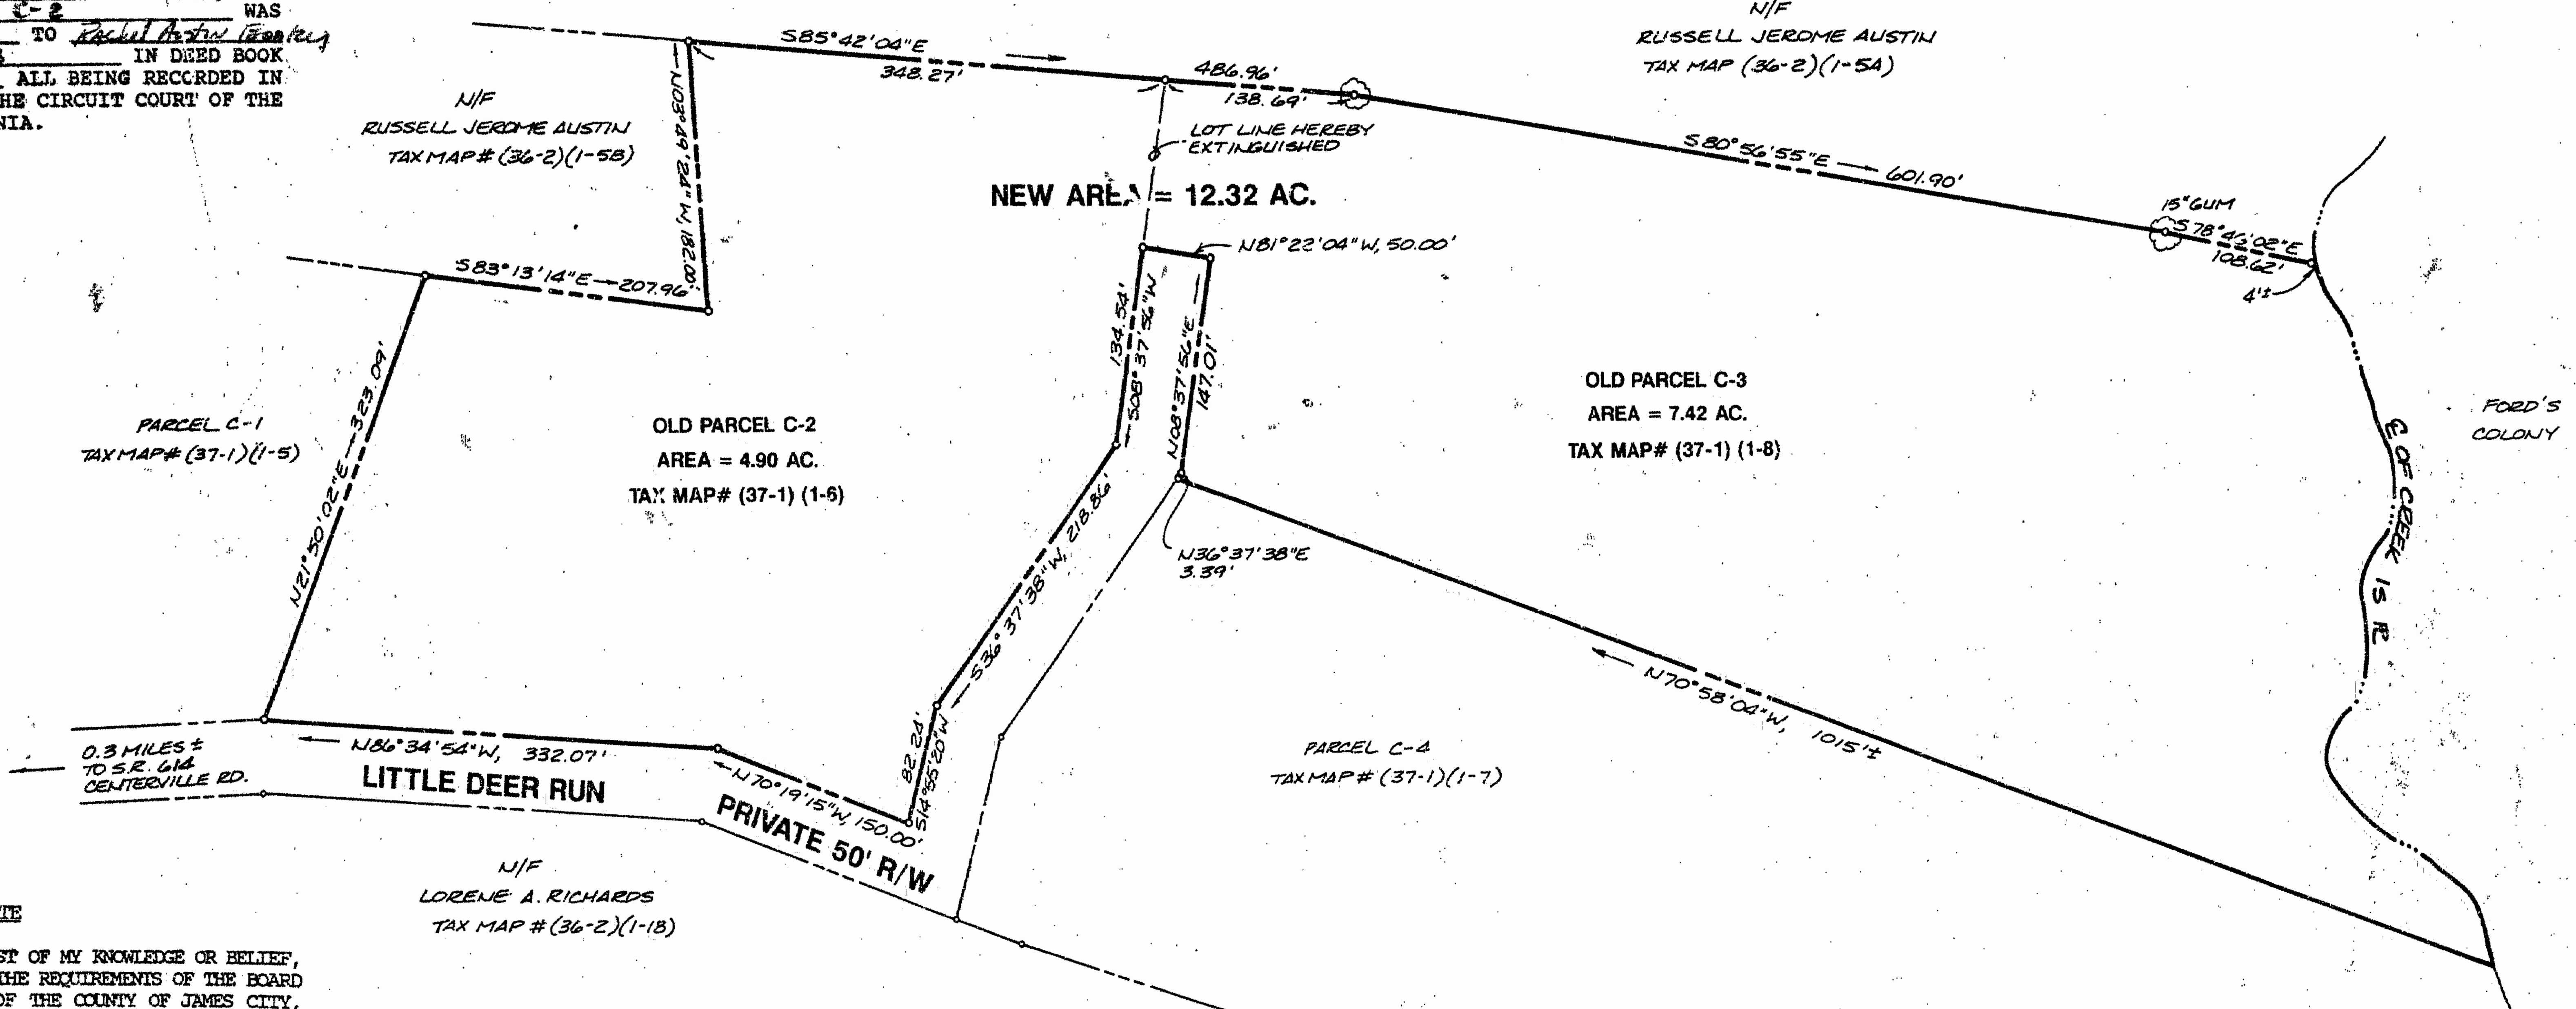 C-2 WAS
TO Rachel Austin
IN DEED BOOK
ALL BEING RECORDED IN
HE CIRCUIT COURT OF THE
NIA.
N/F
RUSSELL JEROME AUSTIN
TAX MAP# (36-2)(1-5B)
S85°42'04"E
348.27'
486.96'
138.69'
N/F
RUSSELL JEROME AUSTIN
TAX MAP (36-2)(1-5A)
N03°49'24"W, 182.00'
LOT LINE HEREBY
EXTINGUISHED
NEW AREA = 12.32 AC.
S80°56'55"E
601.90'
15"GUM
S78°45'02"E
108.62'
4'±
S83°13'14"E 207.96'
N81°22'04"W, 50.00'
134.54'
S08°37'56"W
N08°37'56"E
147.01'
N21°50'02"E 323.09'
PARCEL C-1
TAX MAP# (37-1)(1-5)
OLD PARCEL C-2
AREA = 4.90 AC.
TAX MAP# (37-1) (1-6)
OLD PARCEL C-3
AREA = 7.42 AC.
TAX MAP# (37-1) (1-8)
FORD'S
COLONY
℄ OF CREEK IS ℙ
S36°37'38"W, 218.86'
N36°37'38"E
3.39'
N70°58'04"W, 1015'±
82.24'
S14°55'20"W
0.3 MILES ±
TO S.R. 614
CENTERVILLE RD.
N86°34'54"W, 332.07'
LITTLE DEER RUN
N70°19'15"W, 150.00'
PRIVATE 50' R/W
PARCEL C-4
TAX MAP# (37-1)(1-7)
N/F
LORENE A. RICHARDS
TAX MAP # (36-2)(1-18)
TE
ST OF MY KNOWLEDGE OR BELIEF,
THE REQUIREMENTS OF THE BOARD
OF THE COUNTY OF JAMES CITY,